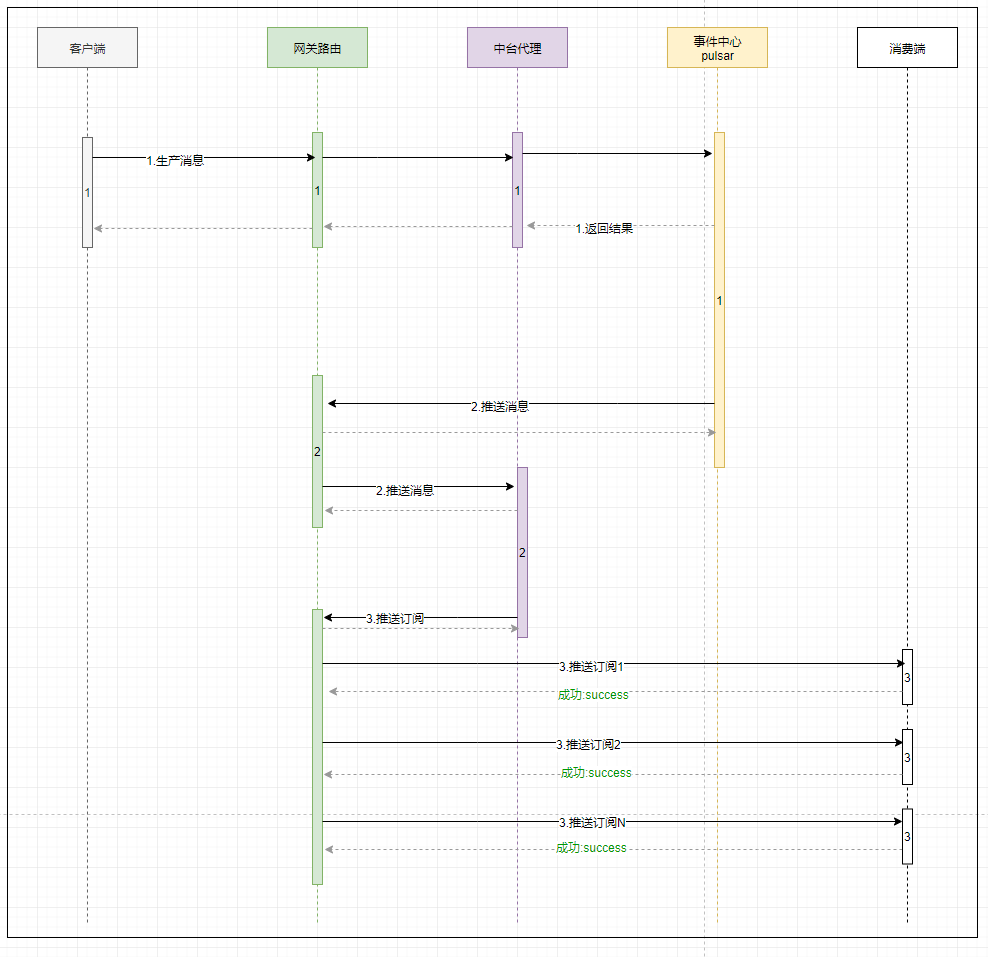 客户端
网关路由
中台代理
事件中心
pulsar
消费端
1.生产消息
1
1
1
1.返回结果
1
2.推送消息
2
2.推送消息
2
3.推送订阅
3.推送订阅1
3
成功:success
3.推送订阅2
3
成功:success
3.推送订阅N
3
成功:success